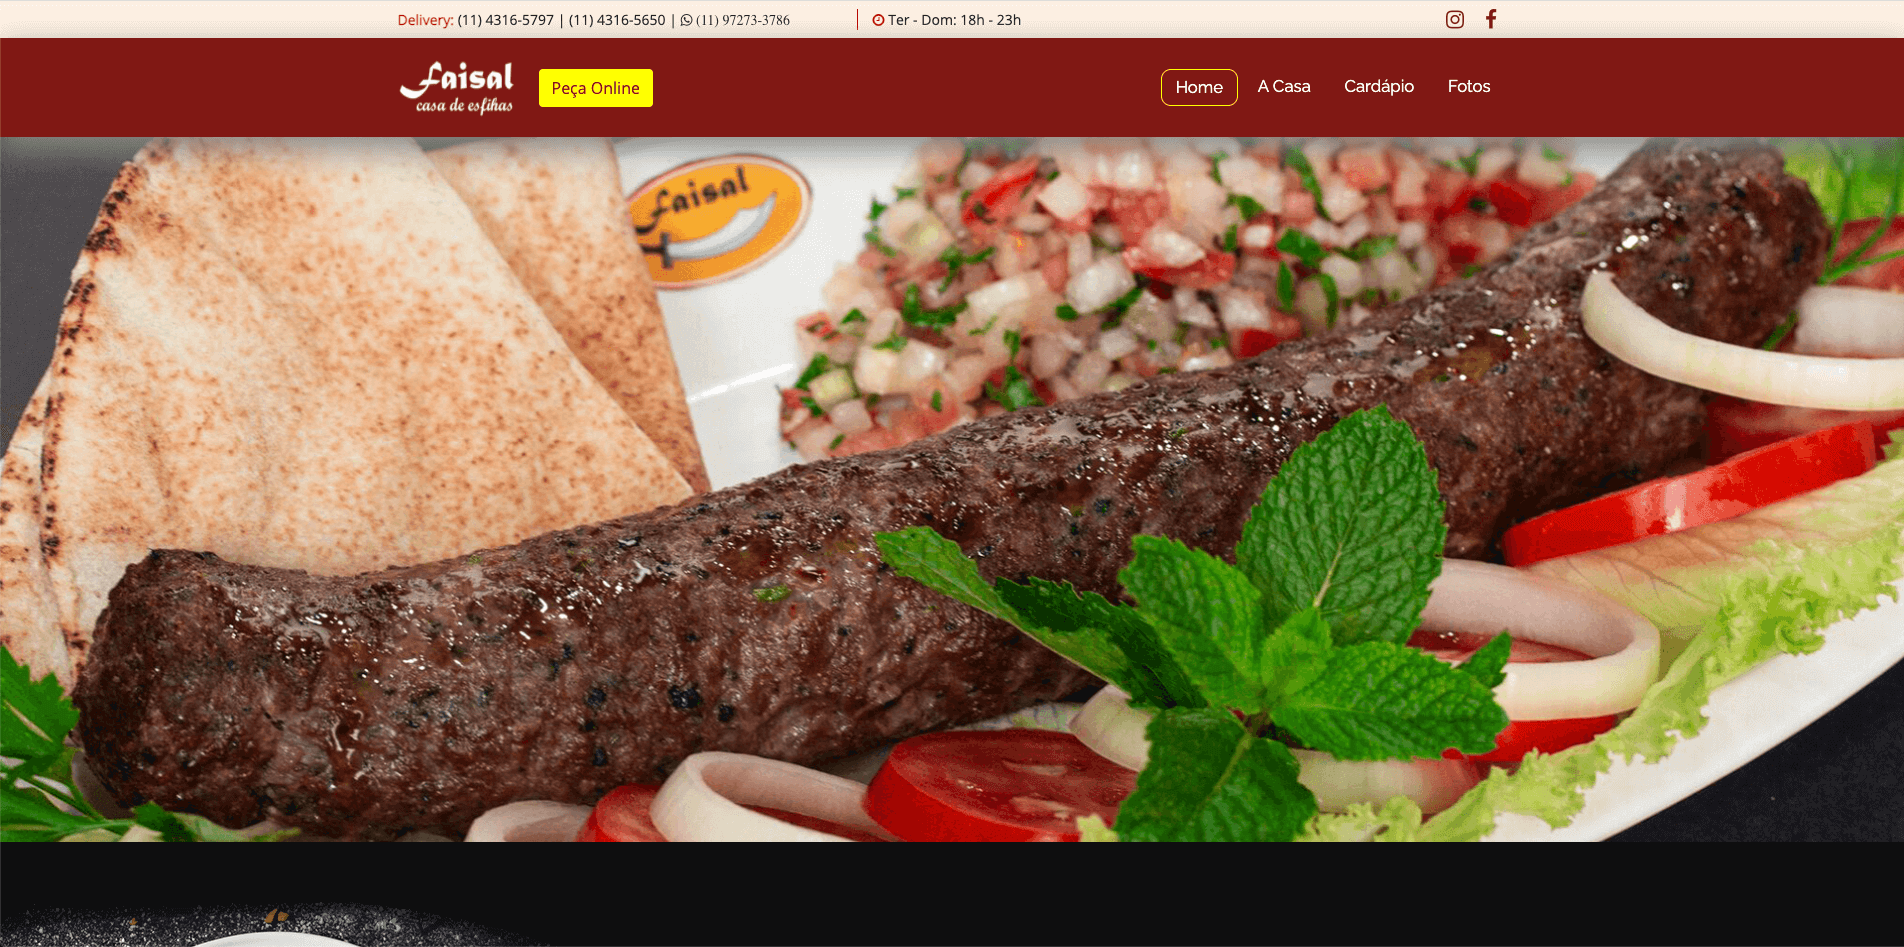 Delivery: (11) 4316-5797 | (11) 4316-5650 | (11) 97273-3786
Ter - Dom: 18h - 23h
faisal
casa de esfihas
Peça Online
Home
A Casa
Cardápio
Fotos
faisal